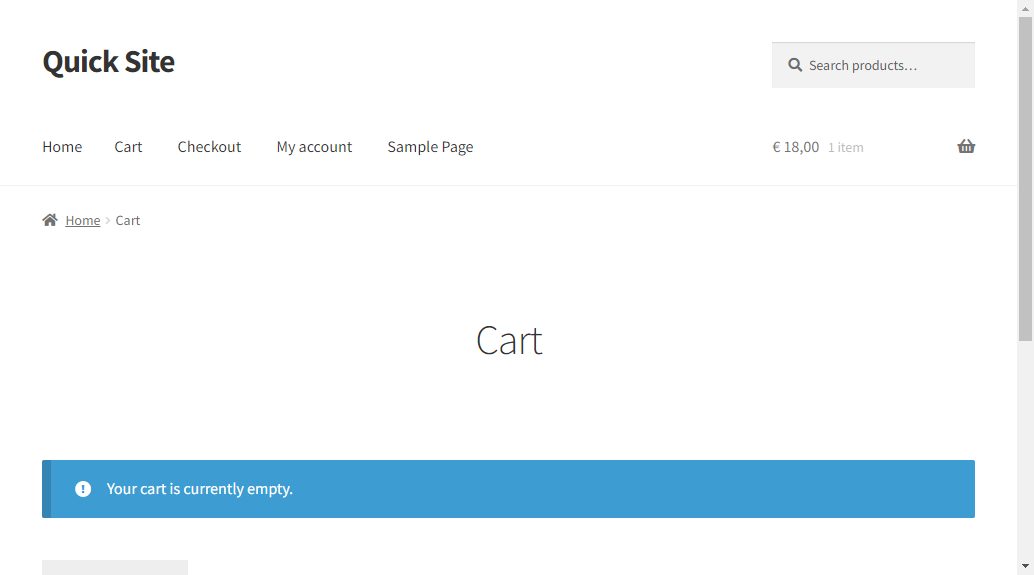 Quick Site
Search products…
Home Cart Checkout My account Sample Page
€ 18,00 1 item
Home › Cart
Cart
Your cart is currently empty.